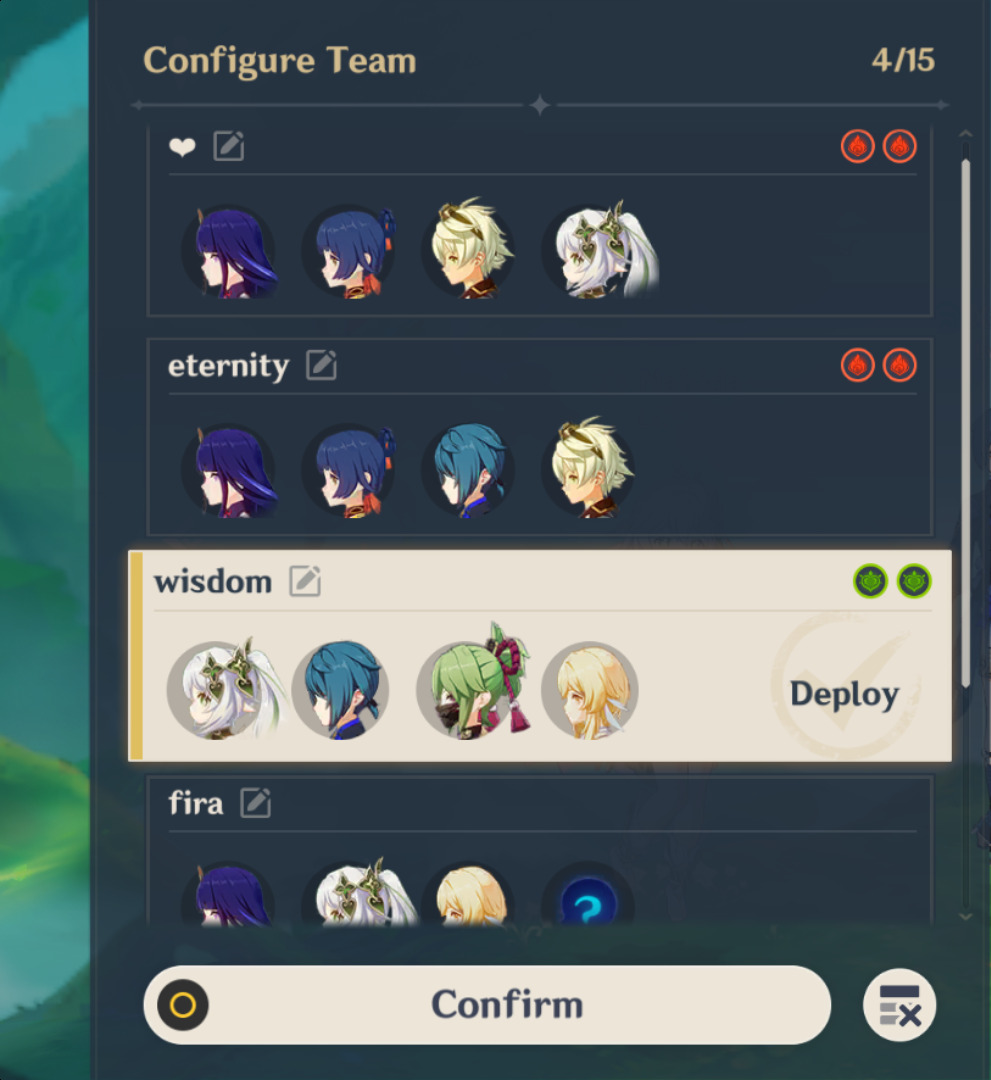 Configure Team
4/15
❤
eternity
wisdom
Deploy
fira
?
Confirm